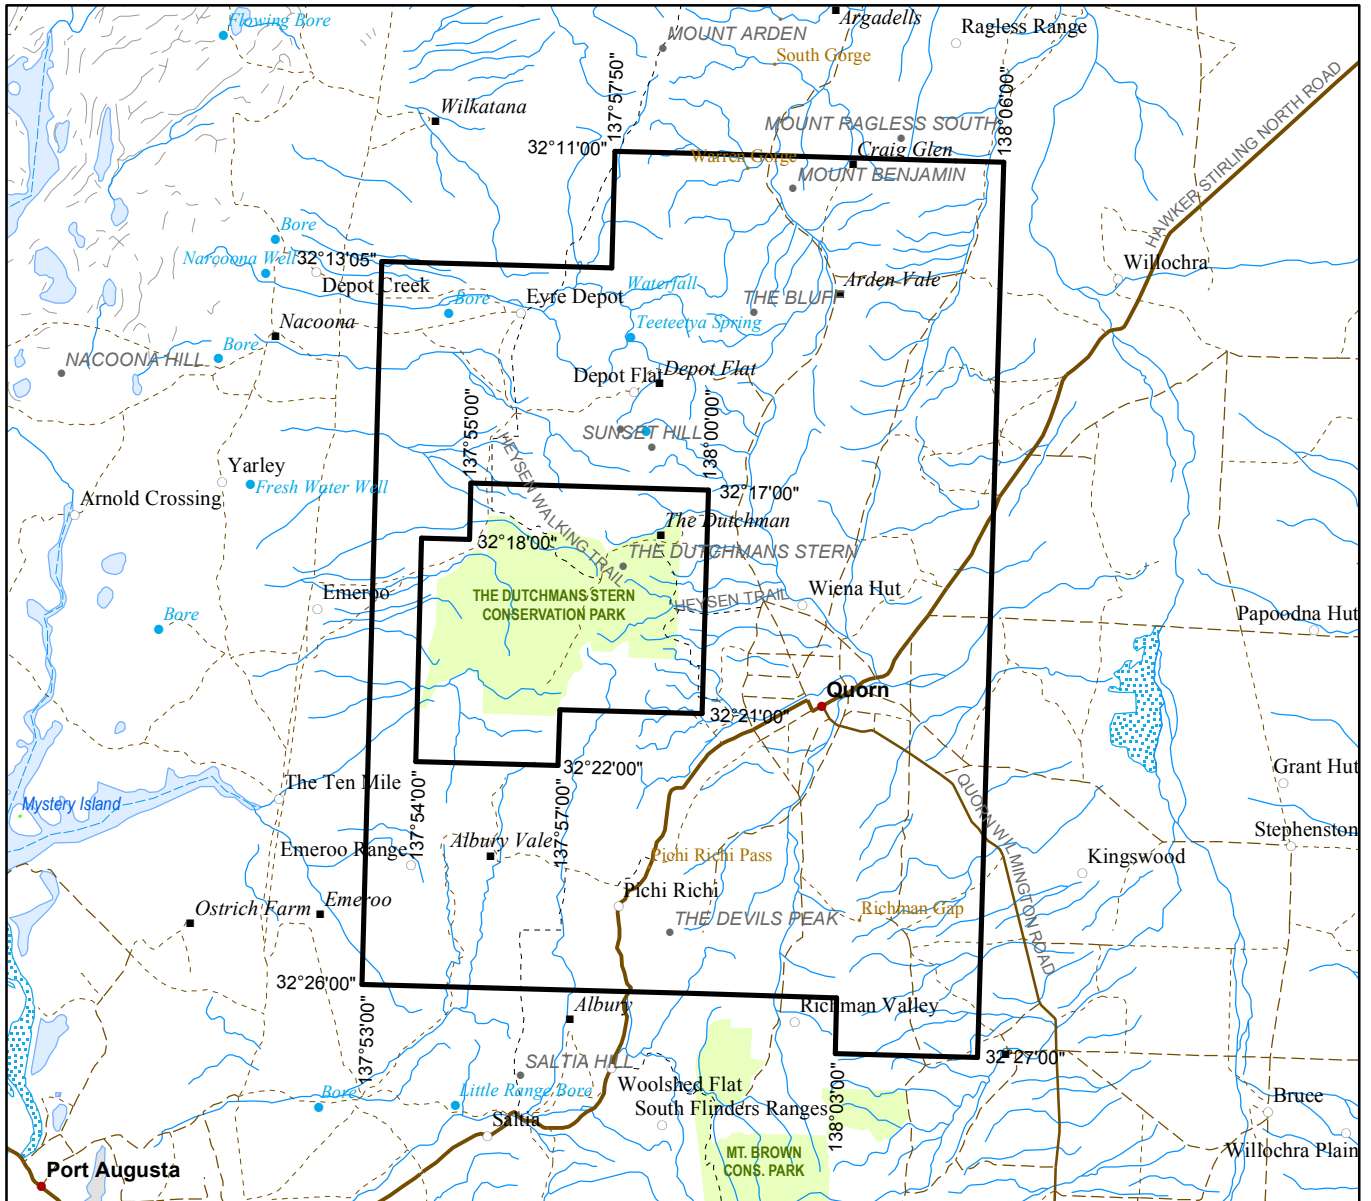 Flowing Bore
MOUNT ARDEN
Argadells
Ragless Range
South Gorge
Wilkatana
137°57'50"
MOUNT RAGLESS SOUTH
138°06'00"
HAWKER STIRLING NORTH ROAD
32°11'00"
Warren Gorge
Craig Glen
MOUNT BENJAMIN
Bore
Narcoona Well
32°13'05"
Depot Creek
Bore
Eyre Depot
Waterfall
THE BLUFF
Arden Vale
Willochra
Nacoona
Teeteetya Spring
NACOONA HILL
Bore
Depot Flat
Depot Flat
137°55'00"
SUNSET HILL
138°00'00"
HEYSEN WALKING TRAIL
Yarley
Fresh Water Well
Arnold Crossing
32°17'00"
The Dutchman
32°18'00"
THE DUTCHMANS STERN
Emeroo
THE DUTCHMANS STERN
CONSERVATION PARK
HEYSEN TRAIL
Wiena Hut
Bore
Papoodna Hut
Quorn
32°21'00"
32°22'00"
The Ten Mile
Mystery Island
137°54'00"
137°57'00"
QUORN WILMINGTON ROAD
Grant Hut
Stephenston
Emeroo Range
Albury Vale
Pichi Richi Pass
Kingswood
Pichi Richi
Ostrich Farm
Emeroo
THE DEVILS PEAK
Richman Gap
32°26'00"
137°53'00"
Albury
Richman Valley
32°27'00"
138°03'00"
SALTIA HILL
Woolshed Flat
South Flinders Ranges
Bore
Little Range Bore
Saltia
Bruce
Willochra Plain
MT. BROWN
CONS. PARK
Port Augusta